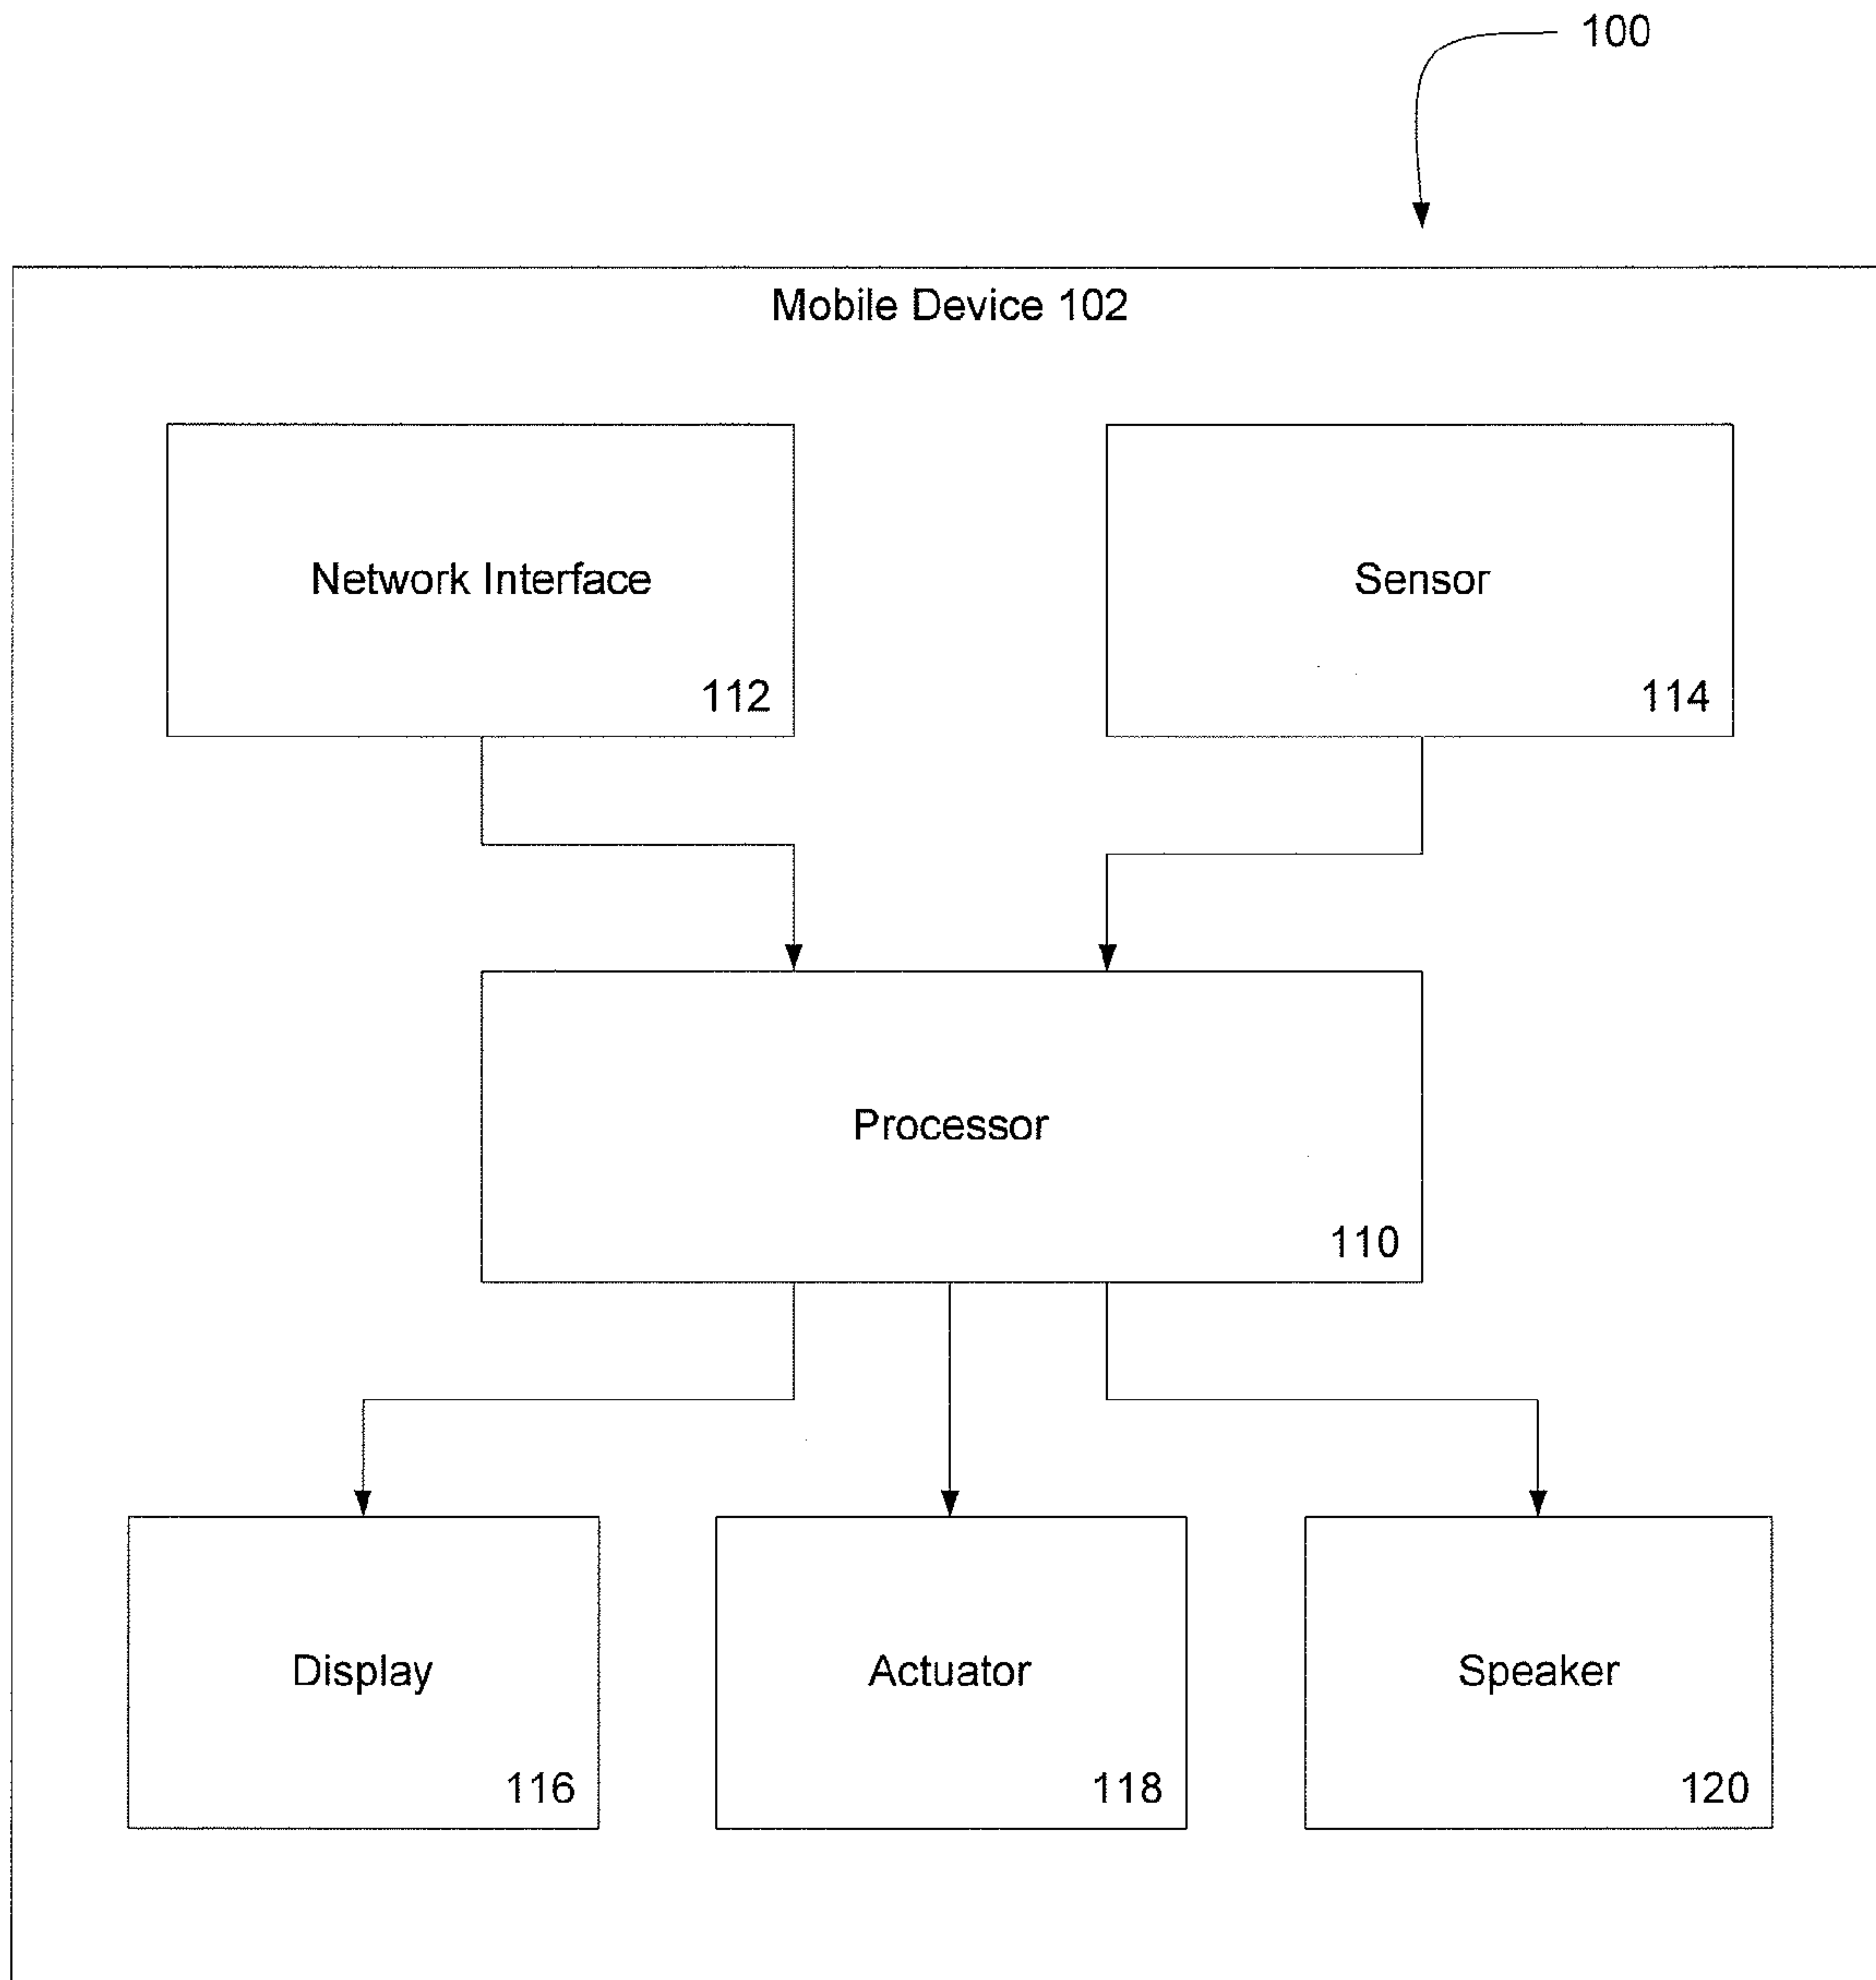 100
Mobile Device 102
Network Interface
112
Sensor
114
Processor
110
Display
116
Actuator
118
Speaker
120